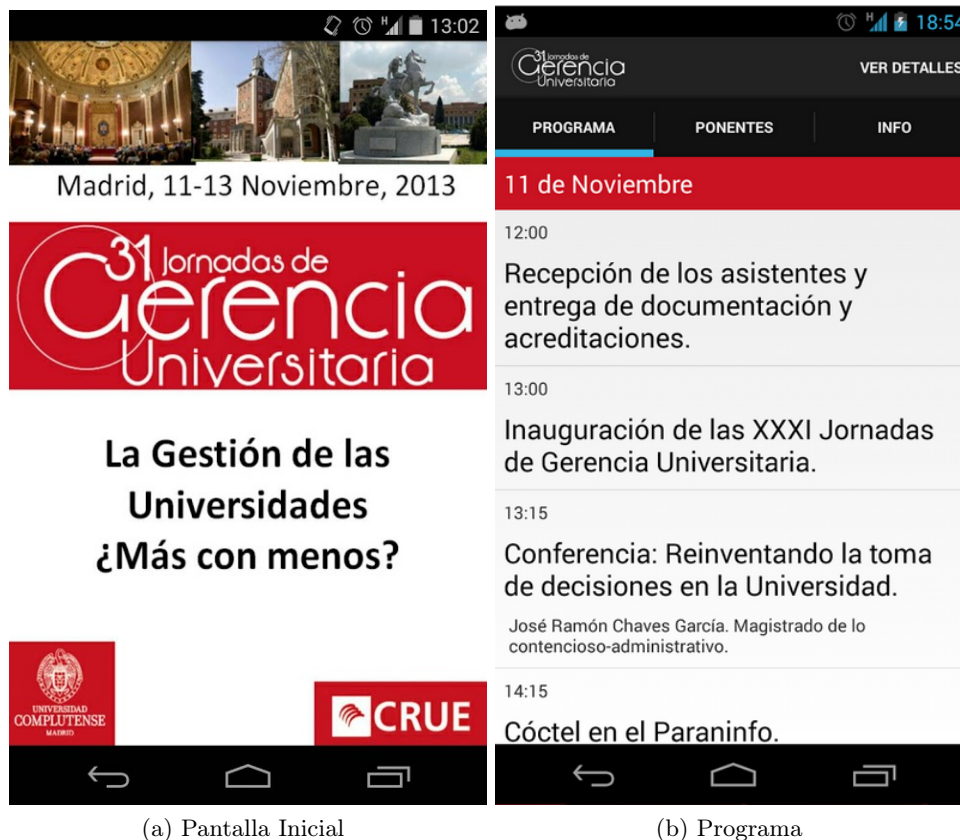 H 13:02
Madrid, 11-13 Noviembre, 2013
31 Jornadas de
Gerencia
Universitaria
La Gestión de las
Universidades
¿Más con menos?
UNIVERSIDAD
COMPLUTENSE
MADRID
CRUE
(a) Pantalla Inicial
H 18:54
31 Jornadas de
Gerencia
Universitaria
VER DETALLES
PROGRAMA PONENTES INFO
11 de Noviembre
12:00
Recepción de los asistentes y
entrega de documentación y
acreditaciones.
13:00
Inauguración de las XXXI Jornadas
de Gerencia Universitaria.
13:15
Conferencia: Reinventando la toma
de decisiones en la Universidad.
José Ramón Chaves García. Magistrado de lo
contencioso-administrativo.
14:15
Cóctel en el Paraninfo.
(b) Programa